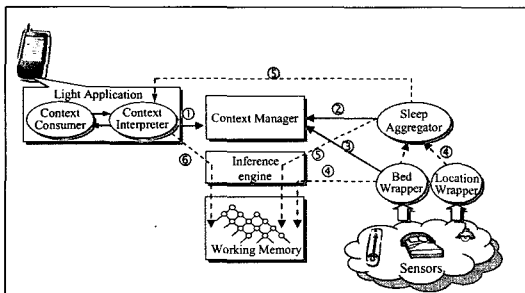 ⑤
Light Application
Context
Consumer
Context
Interpreter
①
Context Manager
②
Sleep
Aggregator
③
⑥
Inference
engine
⑤
④
④
Bed
Wrapper
Location
Wrapper
Working Memory
Sensors